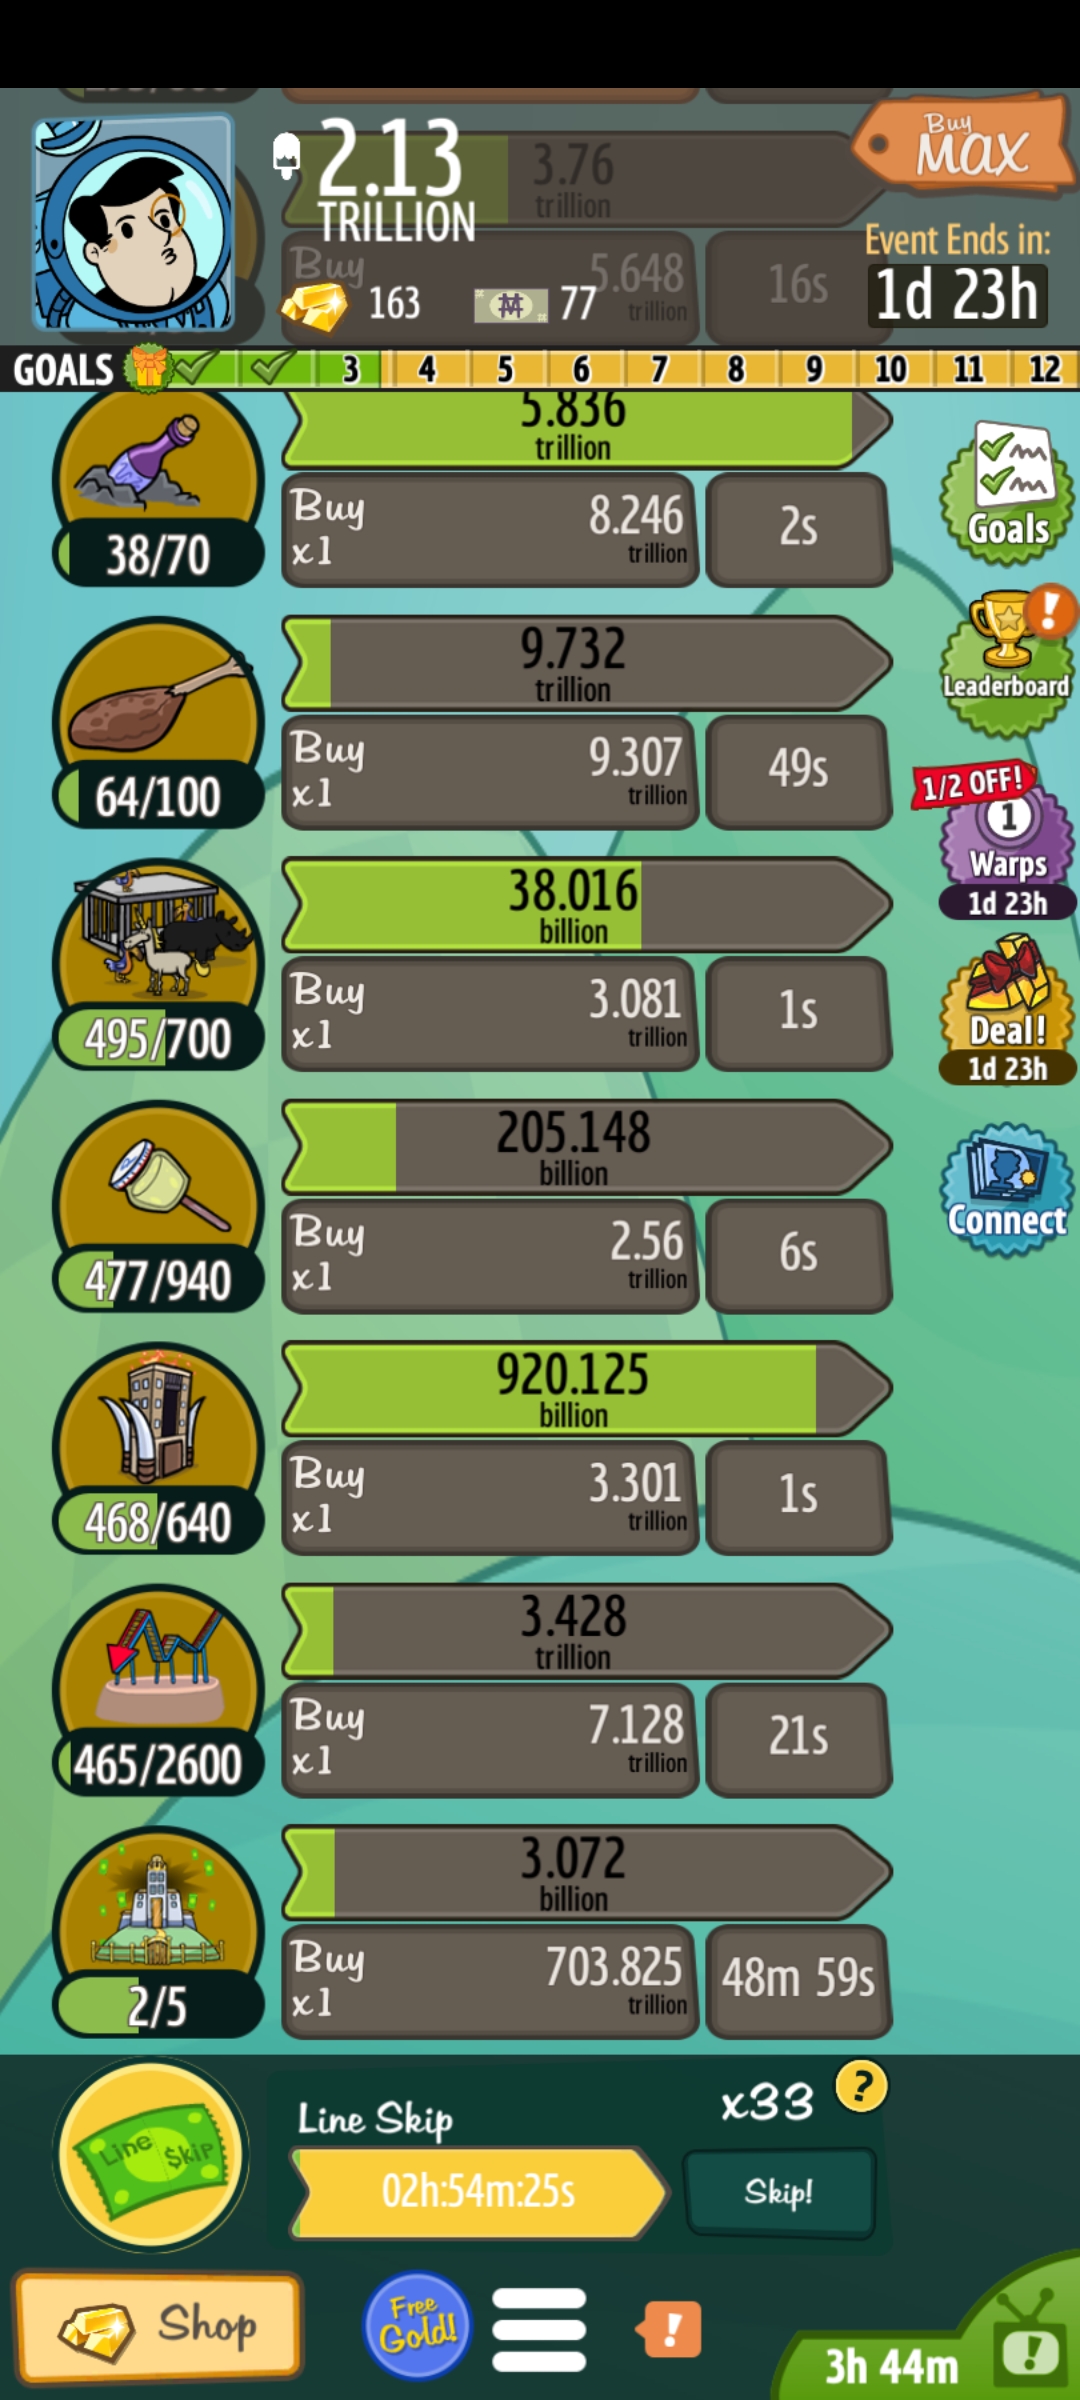 Buy
MAX
2.13
TRILLION
3.76
trillion
Event Ends in:
1d 23h
Buy
5.648
trillion
16s
163
77
GOALS
3
4
5
6
7
8
9
10
11
12
5.836
trillion
Buy
x1
8.246
trillion
2s
38/70
Goals
9.732
trillion
Buy
x1
9.307
trillion
49s
64/100
!
Leaderboard
1/2 OFF!
1
Warps
1d 23h
38.016
billion
Buy
x1
3.081
trillion
1s
495/700
Deal!
1d 23h
205.148
billion
Buy
x1
2.56
trillion
6s
477/940
Connect
920.125
billion
Buy
x1
3.301
trillion
1s
468/640
3.428
trillion
Buy
x1
7.128
trillion
21s
465/2600
3.072
billion
Buy
x1
703.825
trillion
48m 59s
2/5
Line $kip
Line Skip
x33
?
02h:54m:25s
Skip!
Shop
Free
Gold!
!
3h 44m
!